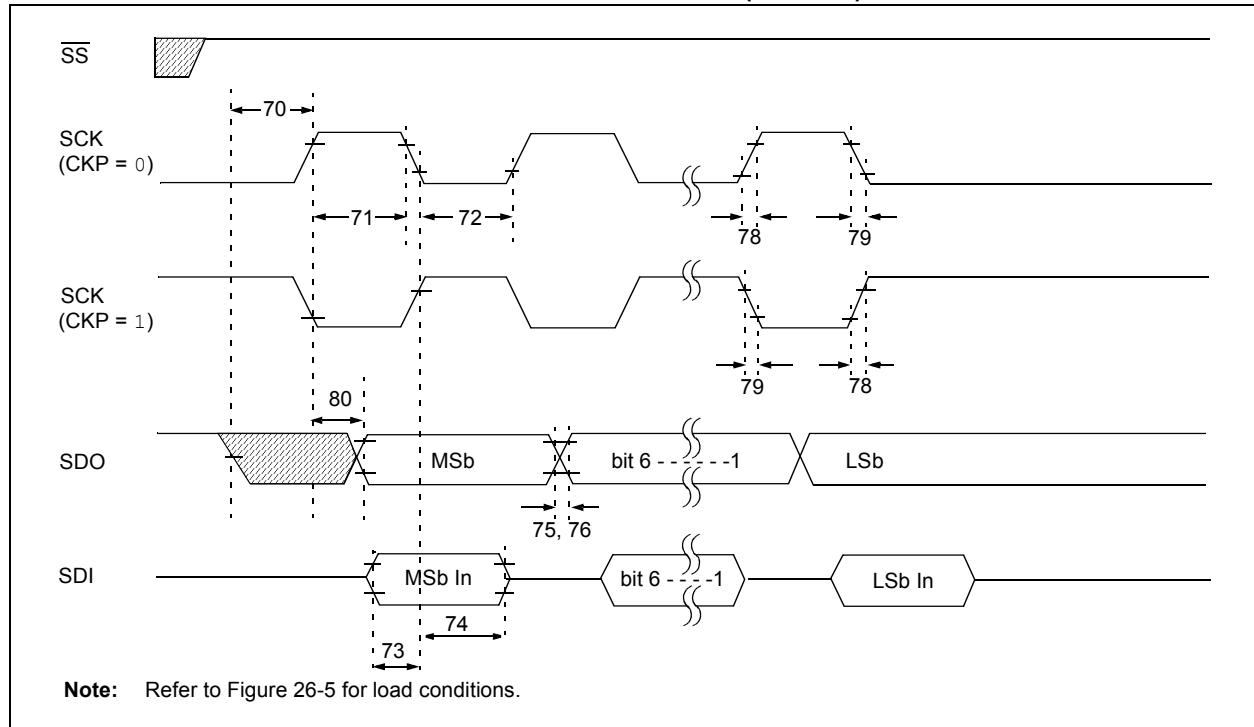 SS
70
SCK
(CKP = 0)
71
72
78
79
SCK
(CKP = 1)
79
78
80
SDO
MSb
bit 6 - - - - - -1
LSb
75, 76
SDI
MSb In
bit 6 - - - - -1
LSb In
74
73
Note: Refer to Figure 26-5 for load conditions.